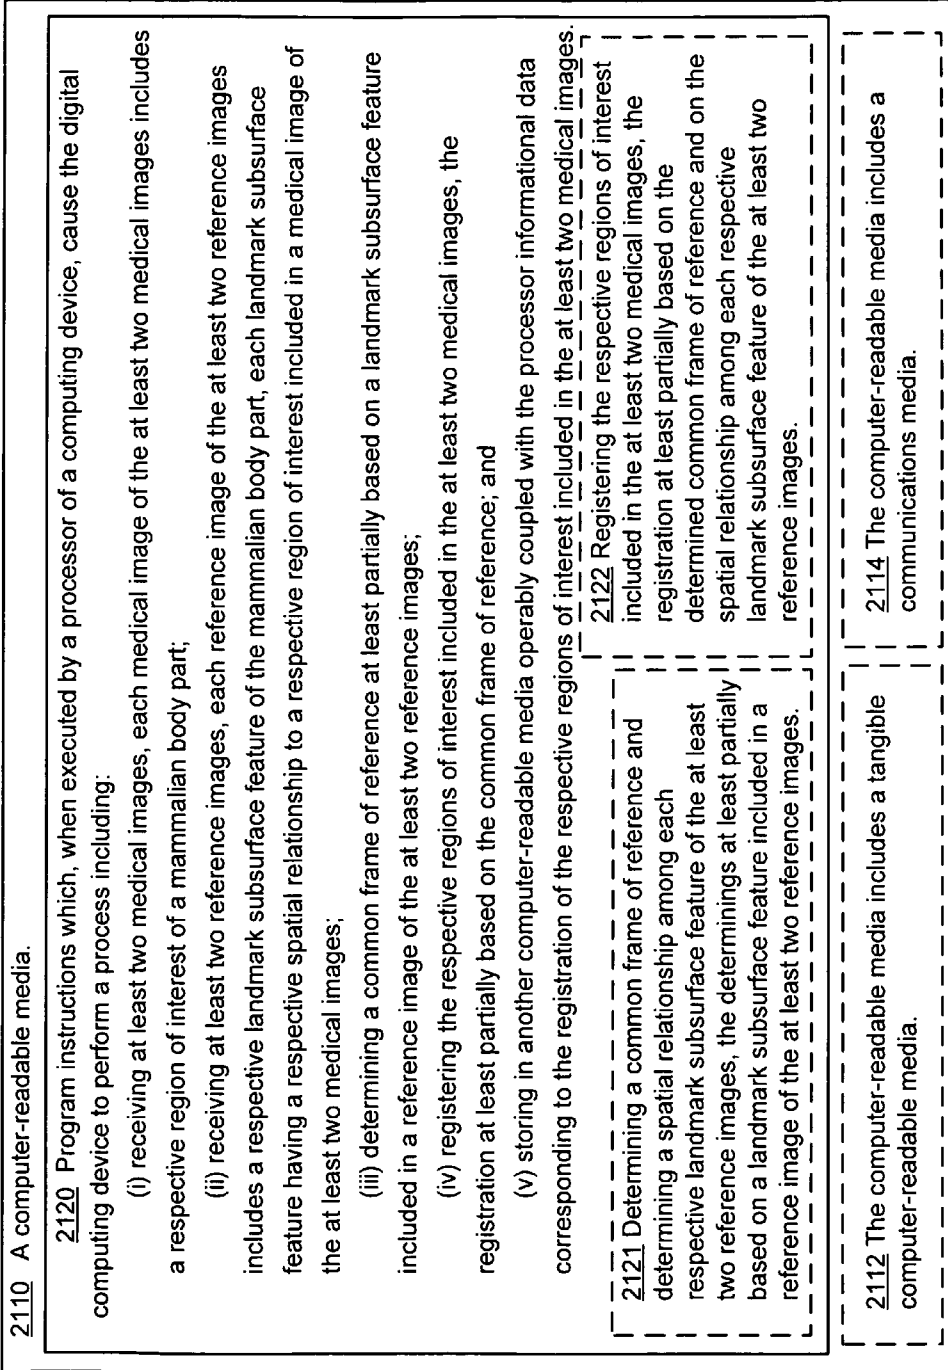 2110 A computer-readable media.
2120 Program instructions which, when executed by a processor of a computing device, cause the digital
computing device to perform a process including:
(i) receiving at least two medical images, each medical image of the at least two medical images includes
a respective region of interest of a mammalian body part;
(ii) receiving at least two reference images, each reference image of the at least two reference images
includes a respective landmark subsurface feature of the mammalian body part, each landmark subsurface
feature having a respective spatial relationship to a respective region of interest included in a medical image of
the at least two medical images;
(iii) determining a common frame of reference at least partially based on a landmark subsurface feature
included in a reference image of the at least two reference images;
(iv) registering the respective regions of interest included in the at least two medical images, the
registration at least partially based on the common frame of reference; and
(v) storing in another computer-readable media operably coupled with the processor informational data
corresponding to the registration of the respective regions of interest included in the at least two medical images.
2121 Determining a common frame of reference and
determining a spatial relationship among each
respective landmark subsurface feature of the at least
two reference images, the determinings at least partially
based on a landmark subsurface feature included in a
reference image of the at least two reference images.
2122 Registering the respective regions of interest
included in the at least two medical images, the
registration at least partially based on the
determined common frame of reference and on the
spatial relationship among each respective
landmark subsurface feature of the at least two
reference images.
2112 The computer-readable media includes a tangible
computer-readable media.
2114 The computer-readable media includes a
communications media.